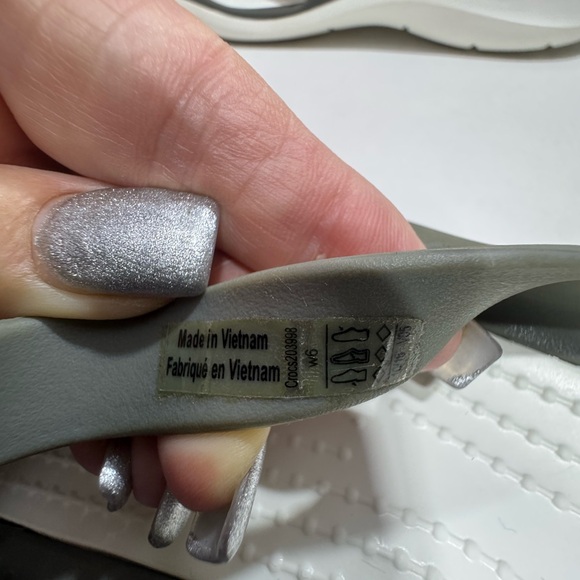 Made in Vietnam
Fabriqué en Vietnam
Crocs203998
W6